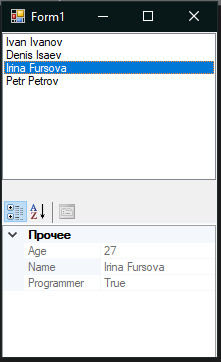 Form1
Ivan Ivanov
Denis Isaev
Irina Fursova
Petr Petrov
A
Z
Прочее
Age 27
Name Irina Fursova
Programmer True